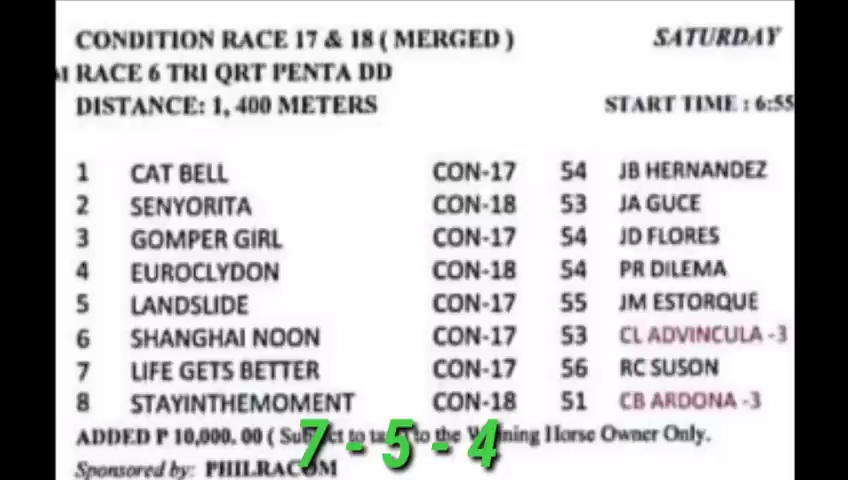 CONDITION RACE 17 & 18 ( MERGED ) SATURDAY
RACE 6 TRI QRT PENTA DD
DISTANCE: 1, 400 METERS START TIME : 6:55
1 CAT BELL CON-17 54 JB HERNANDEZ
2 SENYORITA CON-18 53 JA GUCE
3 GOMPER GIRL CON-17 54 JD FLORES
4 EUROCLYDON CON-18 54 PR DILEMA
5 LANDSLIDE CON-17 55 JM ESTORQUE
6 SHANGHAI NOON CON-17 53 CL ADVINCULA -3
7 LIFE GETS BETTER CON-17 56 RC SUSON
8 STAYINTHEMOMENT CON-18 51 CB ARDONA -3
ADDED P 10,000. 00 ( to to the Horse Owner Only.
7 - 5 - 4
Sponsored by: PHILRACOM